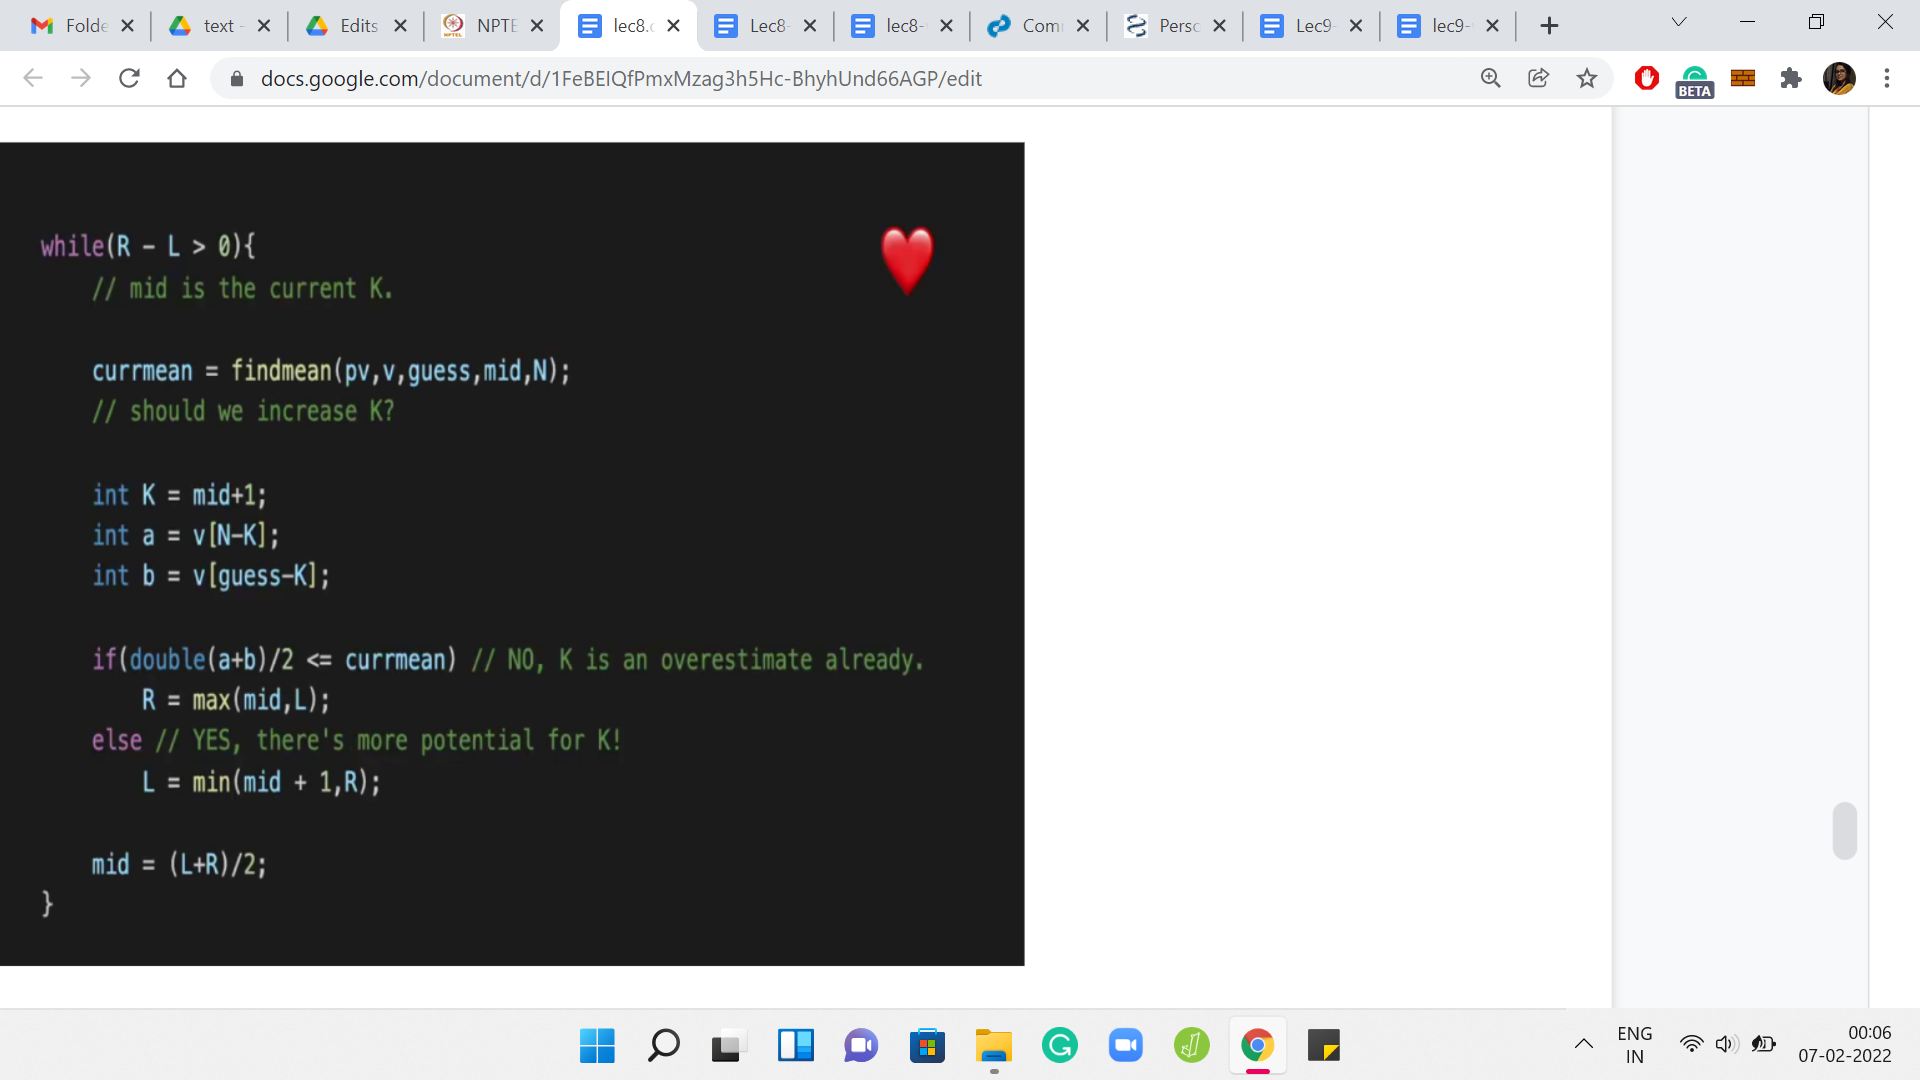 Folde
text -
Edits
NPTE
lec8.
Lec8-
lec8-
Com
Perso
Lec9-
lec9-
docs.google.com/document/d/1FeBEIQfPmxMzag3h5Hc-BhyhUnd66AGP/edit
BETA
while(R - L > 0){
// mid is the current K.
currmean = findmean(pv,v,guess,mid,N);
// should we increase K?
int K = mid+1;
int a = v[N-K];
int b = v[guess-K];
if(double(a+b)/2 <= currmean) // NO, K is an overestimate already.
R = max(mid,L);
else // YES, there's more potential for K!
L = min(mid + 1,R);
mid = (L+R)/2;
}
ENG
IN
00:06
07-02-2022